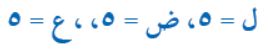 ل = ٥، ض = ٥، ، ع = ٥